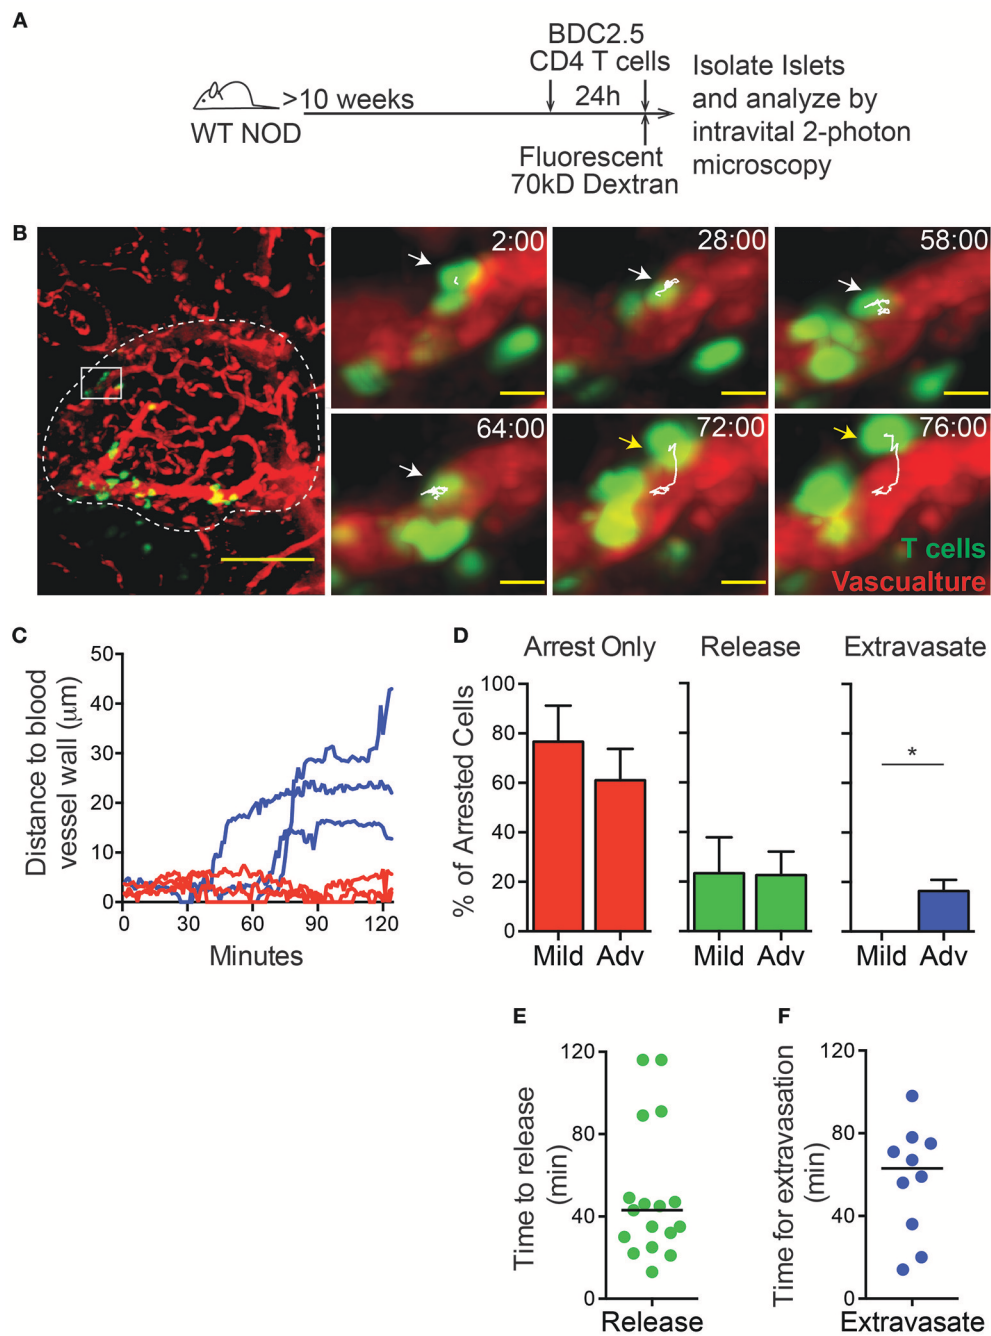 A
BDC2.5
CD4 T cells
24h
>10 weeks
WT NOD
Fluorescent
70kD Dextran
Isolate Islets
and analyze by
intravital 2-photon
microscopy
B
2:00
28:00
58:00
64:00
72:00
76:00
T cells
Vascualture
C
Distance to blood
vessel wall (μm)
50
40
30
20
10
0
0 30 60 90 120
Minutes
D
Arrest Only Release Extravasate
% of Arrested Cells
100
80
60
40
20
0
*
Mild Adv Mild Adv Mild Adv
E
Time to release
(min)
120
80
40
0
Release
F
Time for extravasation
(min)
120
80
40
0
Extravasate